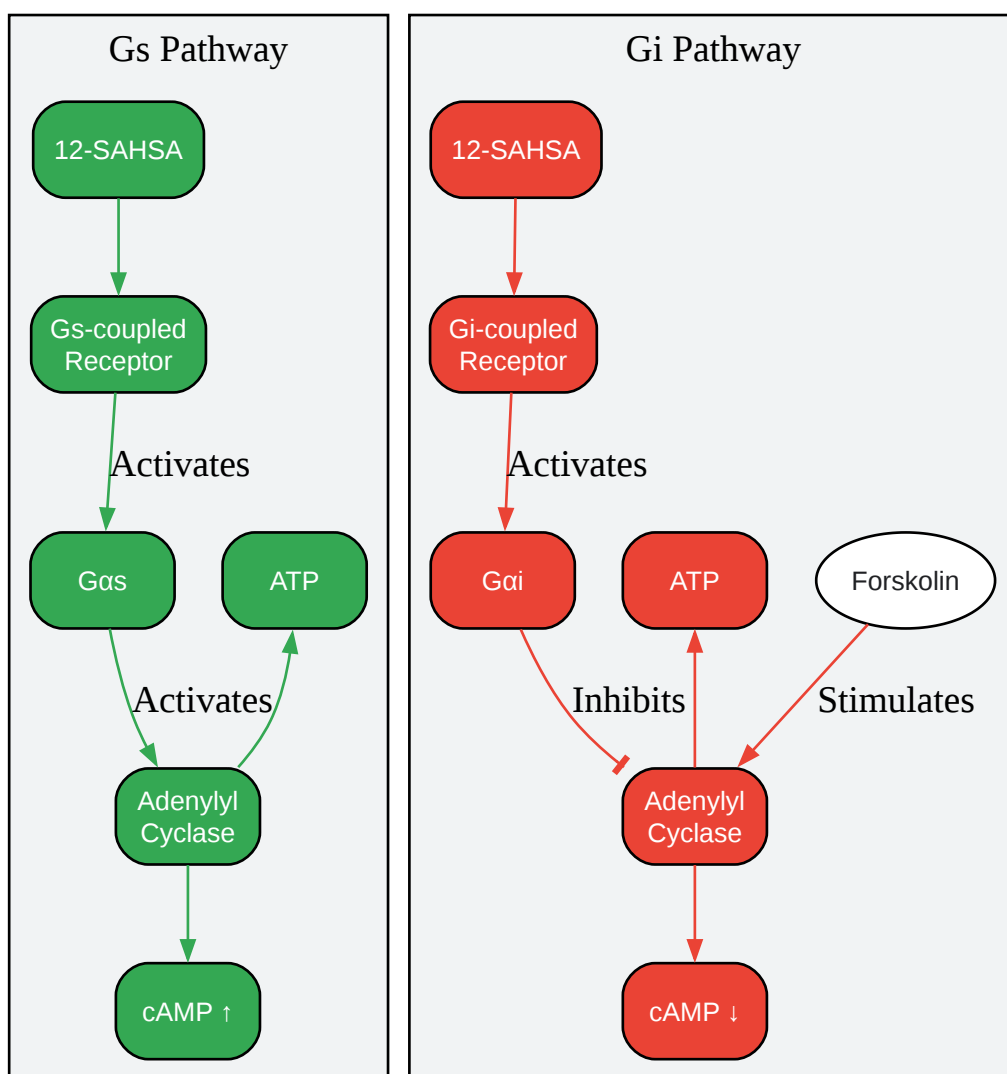 Gs Pathway
12-SAHSA
Gs-coupled
Receptor
Activates
Gαs
ATP
Activates
Adenylyl
Cyclase
cAMP ↑
Gi Pathway
12-SAHSA
Gi-coupled
Receptor
Activates
Gαi
ATP
Forskolin
Inhibits
Stimulates
Adenylyl
Cyclase
cAMP ↓